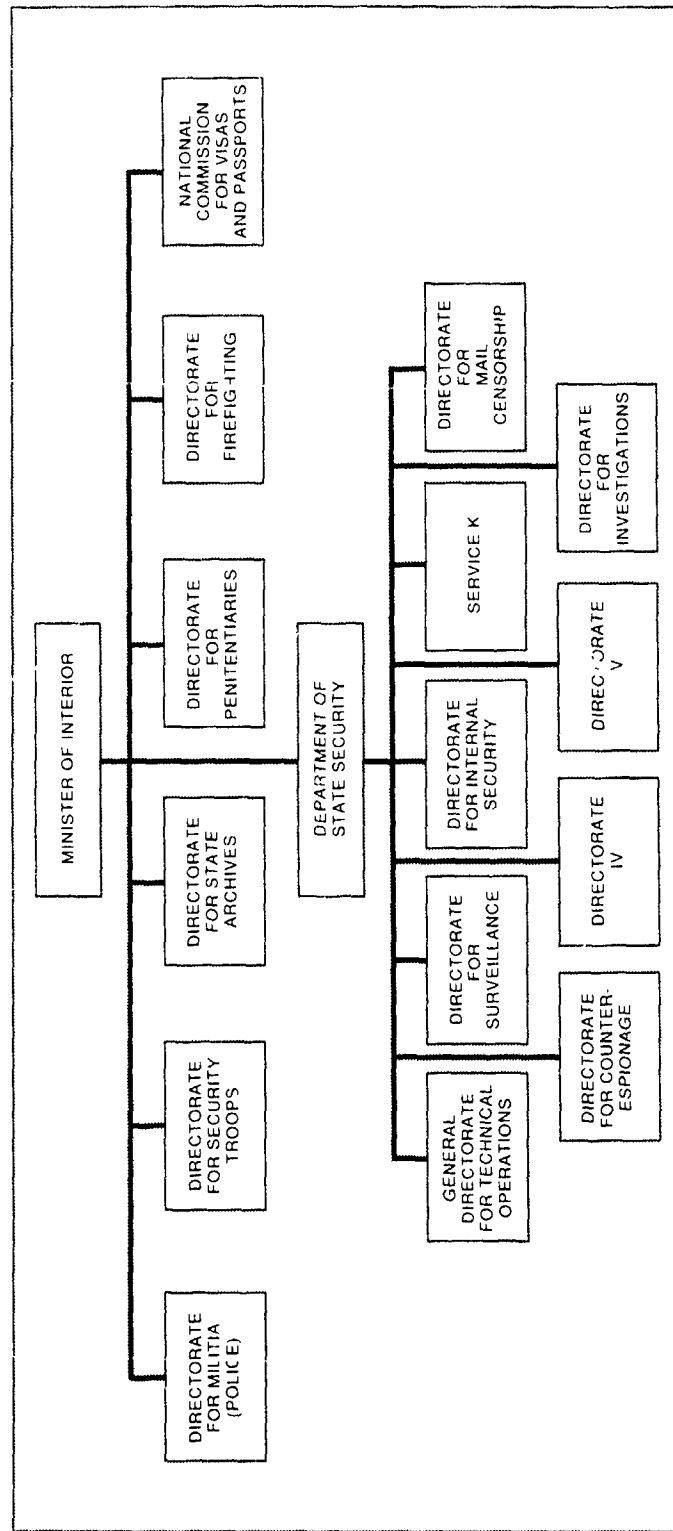 MINISTER OF INTERIOR
DIRECTORATE
FOR MILITIA
(POLICE)
DIRECTORATE
FOR SECURITY
TROOPS
DIRECTORATE
FOR STATE
ARCHIVES
DIRECTORATE
FOR
PENITENTIARIES
DIRECTORATE
FOR
FIREFIGHTING
NATIONAL
COMMISSION
FOR VISAS
AND PASSPORTS
DEPARTMENT OF
STATE SECURITY
GENERAL
DIRECTORATE
FOR TECHNICAL
OPERATIONS
DIRECTORATE
FOR
SURVEILLANCE
DIRECTORATE
FOR INTERNAL
SECURITY
SERVICE K
DIRECTORATE
FOR
MAIL
CENSORSHIP
DIRECTORATE
FOR COUNTER-
ESPIONAGE
DIRECTORATE
IV
DIRECTORATE
V
DIRECTORATE
FOR
INVESTIGATIONS